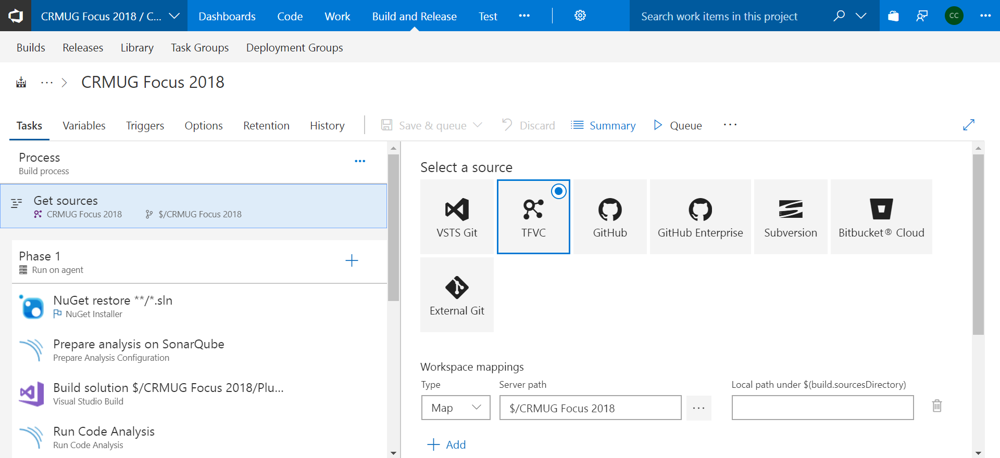 CRMUG Focus 2018 / C...
Dashboards
Code
Work
Build and Release
Test
Search work items in this project
CC
Builds
Releases
Library
Task Groups
Deployment Groups
CRMUG Focus 2018
Tasks
Variables
Triggers
Options
Retention
History
Save & queue
Discard
Summary
Queue
Process
Build process
Get sources
CRMUG Focus 2018
$/CRMUG Focus 2018
Phase 1
Run on agent
NuGet restore **/*.sln
NuGet Installer
Prepare analysis on SonarQube
Prepare Analysis Configuration
Build solution $/CRMUG Focus 2018/Plu...
Visual Studio Build
Run Code Analysis
Run Code Analysis
Select a source
VSTS Git
TFVC
GitHub
GitHub Enterprise
Subversion
Bitbucket® Cloud
External Git
Workspace mappings
Type
Server path
Local path under $(build.sourcesDirectory)
Map
$/CRMUG Focus 2018
Add